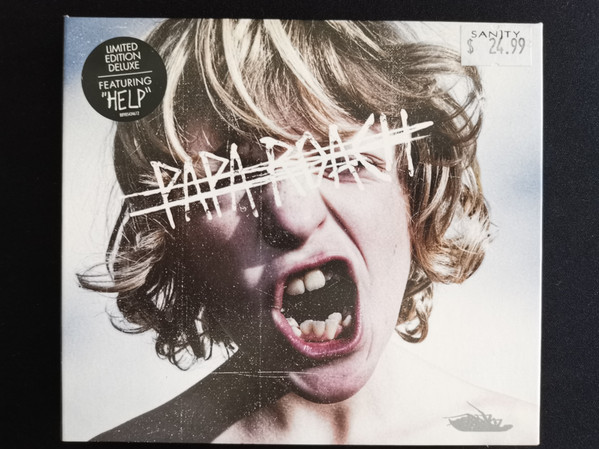 LIMITED
EDITION
DELUXE
FEATURING
"HELP"
SANITY
$ 24.99
PAPA ROACH